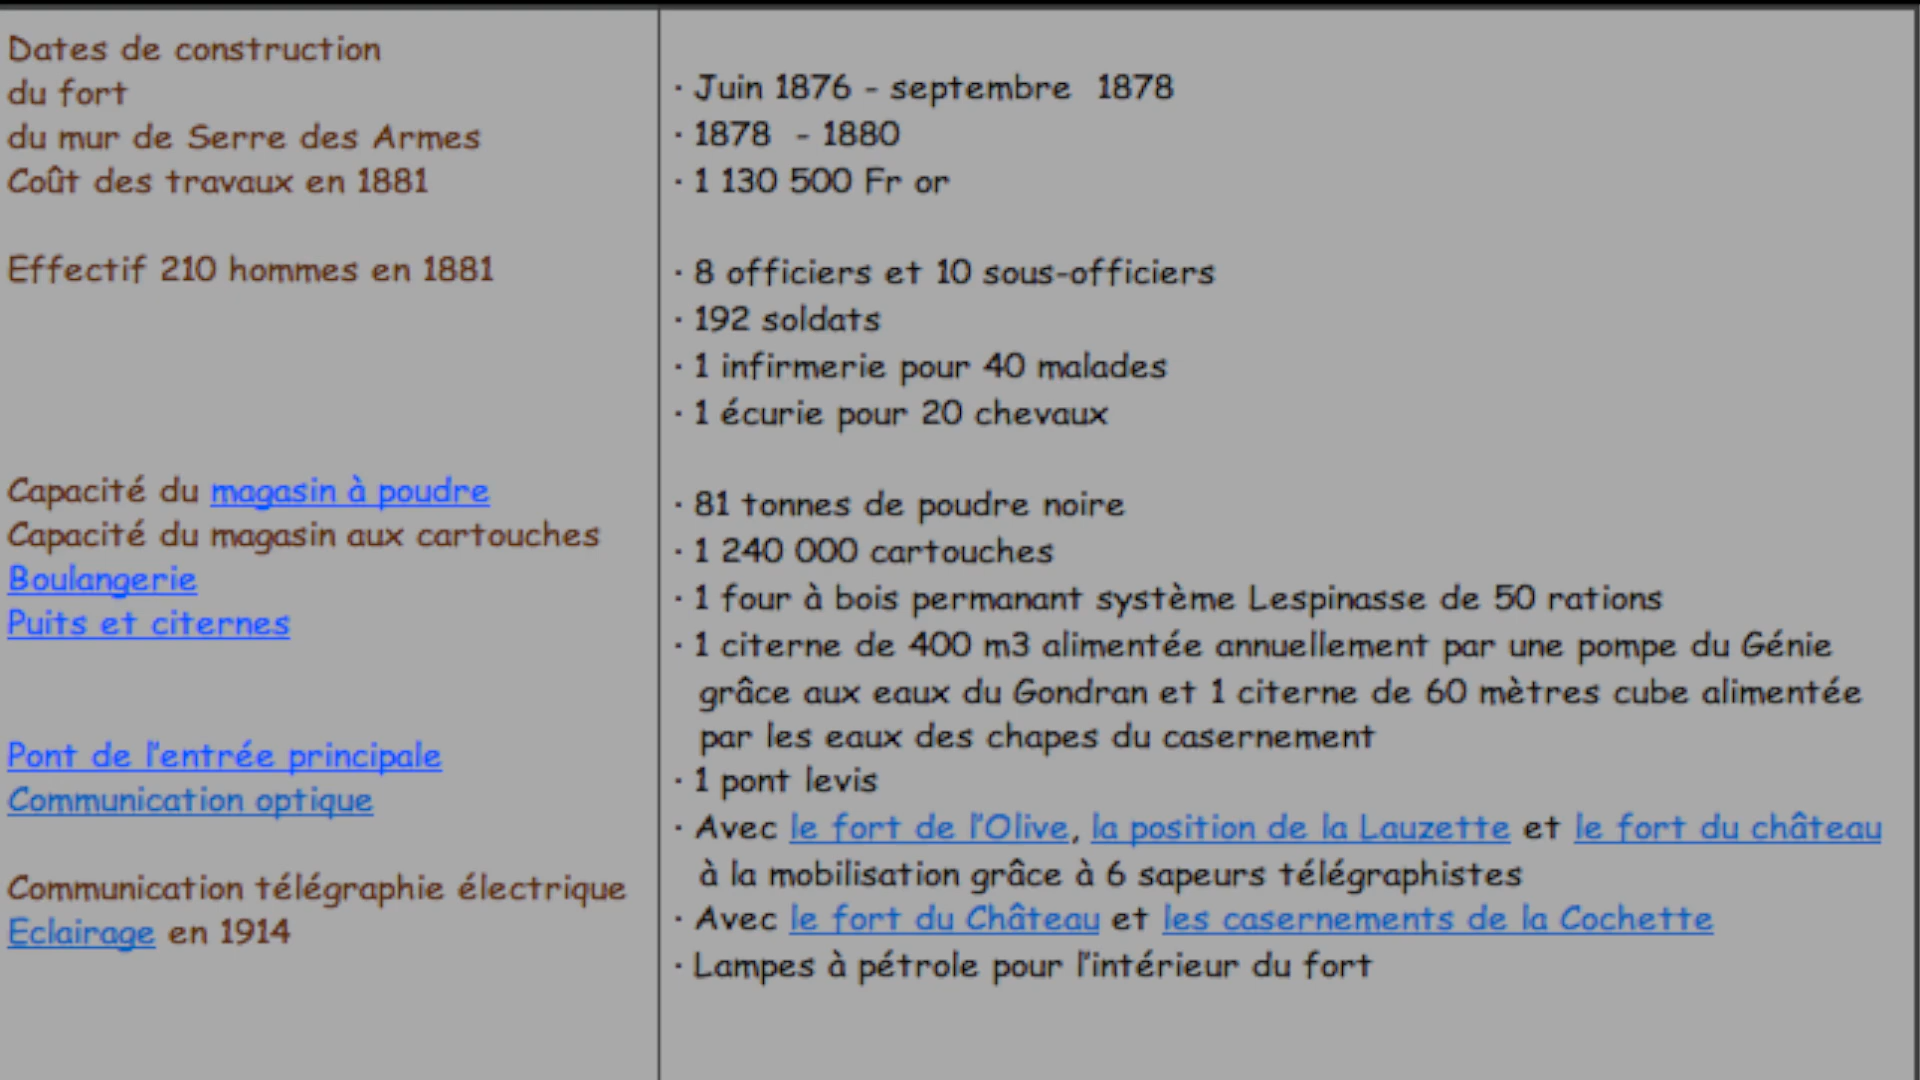 Dates de construction
du fort
du mur de Serre des Armes
Coût des travaux en 1881
Effectif 210 hommes en 1881
Capacité du magasin à poudre
Capacité du magasin aux cartouches
Boulangerie
Puits et citernes
Pont de l'entrée principale
Communication optique
Communication télégraphie électrique
Eclairage en 1914
· Juin 1876 - septembre 1878
· 1878 - 1880
· 1 130 500 Fr or
· 8 officiers et 10 sous-officiers
· 192 soldats
· 1 infirmerie pour 40 malades
· 1 écurie pour 20 chevaux
· 81 tonnes de poudre noire
· 1 240 000 cartouches
· 1 four à bois permanant système Lespinasse de 50 rations
· 1 citerne de 400 m3 alimentée annuellement par une pompe du Génie
grâce aux eaux du Gondran et 1 citerne de 60 mètres cube alimentée
par les eaux des chapes du casernement
· 1 pont levis
· Avec le fort de l'Olive, la position de la Lauzette et le fort du château
à la mobilisation grâce à 6 sapeurs télégraphistes
· Avec le fort du Château et les casernements de la Cochette
· Lampes à pétrole pour l'intérieur du fort